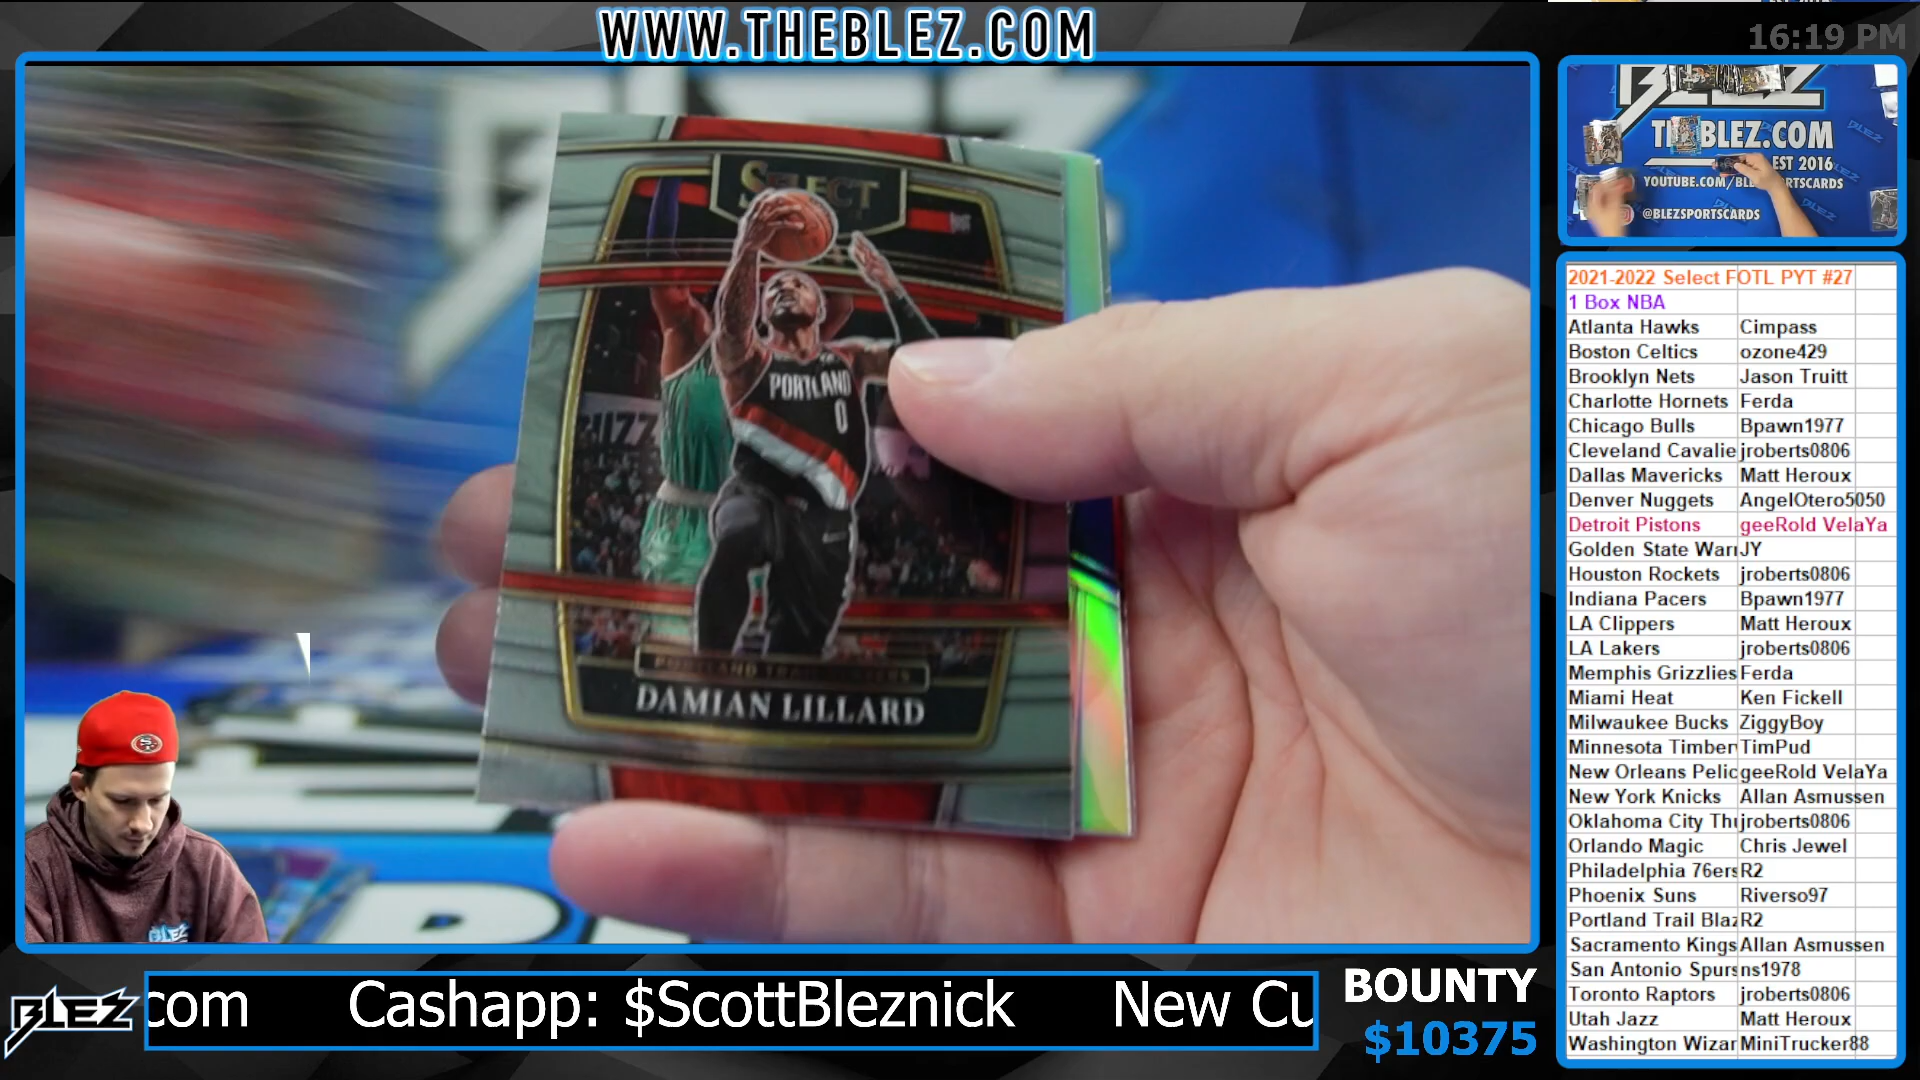 WWW.THEBLEZ.COM
16:19 PM
SELECT
PORTLAND
0
PORTLAND TRAIL BLAZERS
DAMIAN LILLARD
BLEZ
THEBLEZ.COM
EST 2016
@BLEZSPORTSCARDS
2021-2022 Select FOTL PYT #27
1 Box NBA
Atlanta Hawks Cimpass
Boston Celtics ozone429
Brooklyn Nets Jason Truitt
Charlotte Hornets Ferda
Chicago Bulls Bpawn1977
Cleveland Cavalie jroberts0806
Dallas Mavericks Matt Heroux
Denver Nuggets AngelOtero5050
Detroit Pistons geeRold VelaYa
Golden State Warr JY
Houston Rockets jroberts0806
Indiana Pacers Bpawn1977
LA Clippers Matt Heroux
LA Lakers jroberts0806
Memphis Grizzlies Ferda
Miami Heat Ken Fickell
Milwaukee Bucks ZiggyBoy
Minnesota Timber TimPud
New Orleans Pelic geeRold VelaYa
New York Knicks Allan Asmussen
Oklahoma City Thu jroberts0806
Orlando Magic Chris Jewel
Philadelphia 76ers R2
Phoenix Suns Riverso97
Portland Trail Blaz R2
Sacramento Kings Allan Asmussen
San Antonio Spurs ns1978
Toronto Raptors jroberts0806
Utah Jazz Matt Heroux
Washington Wizar MiniTrucker88
BLEZ
com Cashapp: $ScottBleznick New Cu
BOUNTY
$10375